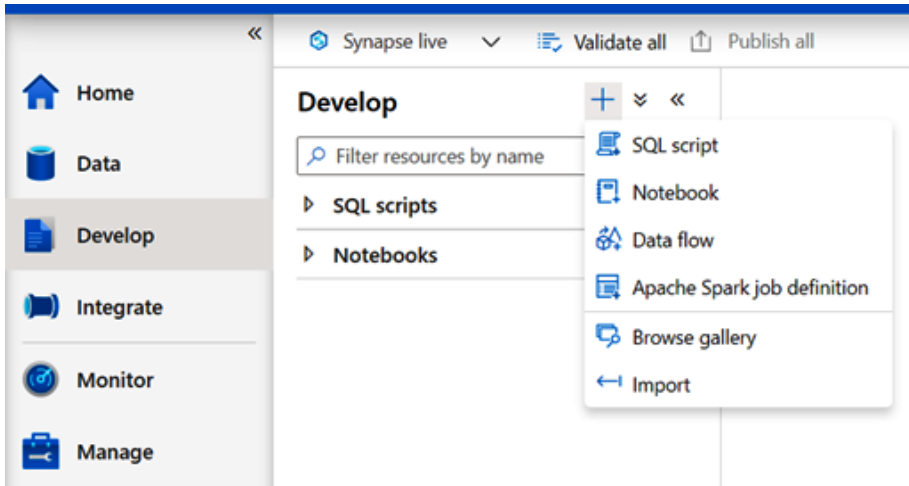 Synapse live
Validate all
Publish all
Home
Data
Develop
Integrate
Monitor
Manage
Develop
Filter resources by name
SQL scripts
Notebooks
SQL script
Notebook
Data flow
Apache Spark job definition
Browse gallery
Import